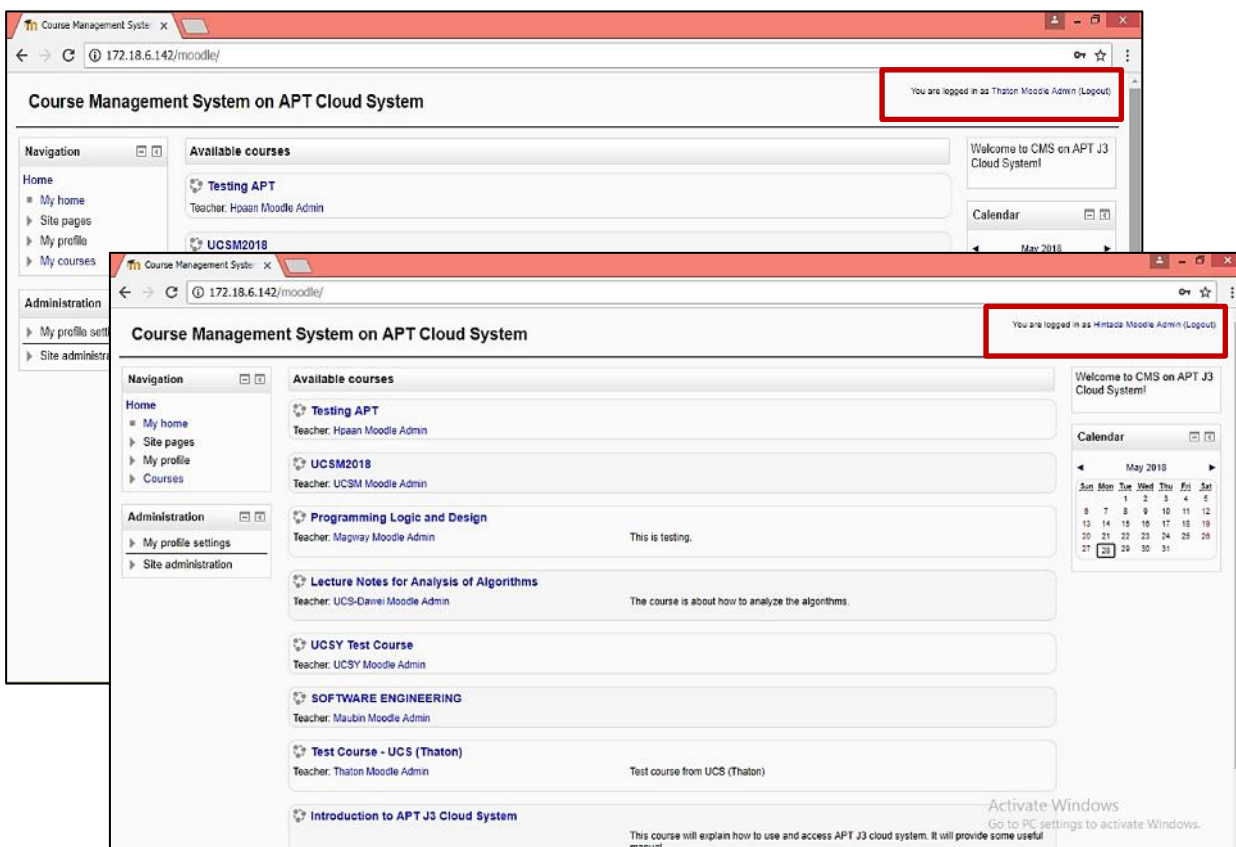 Course Management Syste
172.18.6.142/moodle/
Course Management System on APT Cloud System
You are logged in as Thaton Moodle Admin (Logout)
Navigation
Home
My home
Site pages
My profile
My courses
Administration
My profile setti
Site administra
Available courses
Testing APT
Teacher: Hpaan Moodle Admin
UCSM2018
Welcome to CMS on APT J3
Cloud System!
Calendar
May 2018
Course Management Syste
172.18.6.142/moodle/
Course Management System on APT Cloud System
You are logged in as Hintada Moodle Admin (Logout)
Navigation
Home
My home
Site pages
My profile
Courses
Administration
My profile settings
Site administration
Available courses
Testing APT
Teacher: Hpaan Moodle Admin
UCSM2018
Teacher: UCSM Moodle Admin
Programming Logic and Design
Teacher: Magway Moodle Admin This is testing.
Lecture Notes for Analysis of Algorithms
Teacher: UCS-Dawei Moodle Admin The course is about how to analyze the algorithms.
UCSY Test Course
Teacher: UCSY Moodle Admin
SOFTWARE ENGINEERING
Teacher: Maubin Moodle Admin
Test Course - UCS (Thaton)
Teacher: Thaton Moodle Admin Test course from UCS (Thaton)
Introduction to APT J3 Cloud System
This course will explain how to use and access APT J3 cloud system. It will provide some useful
manual
Welcome to CMS on APT J3
Cloud System!
Calendar
May 2018
Sun Mon Tue Wed Thu Fri Sat
1 2 3 4 5
6 7 8 9 10 11 12
13 14 15 16 17 18 19
20 21 22 23 24 25 26
27 28 29 30 31
Activate Windows
Go to PC settings to activate Windows.